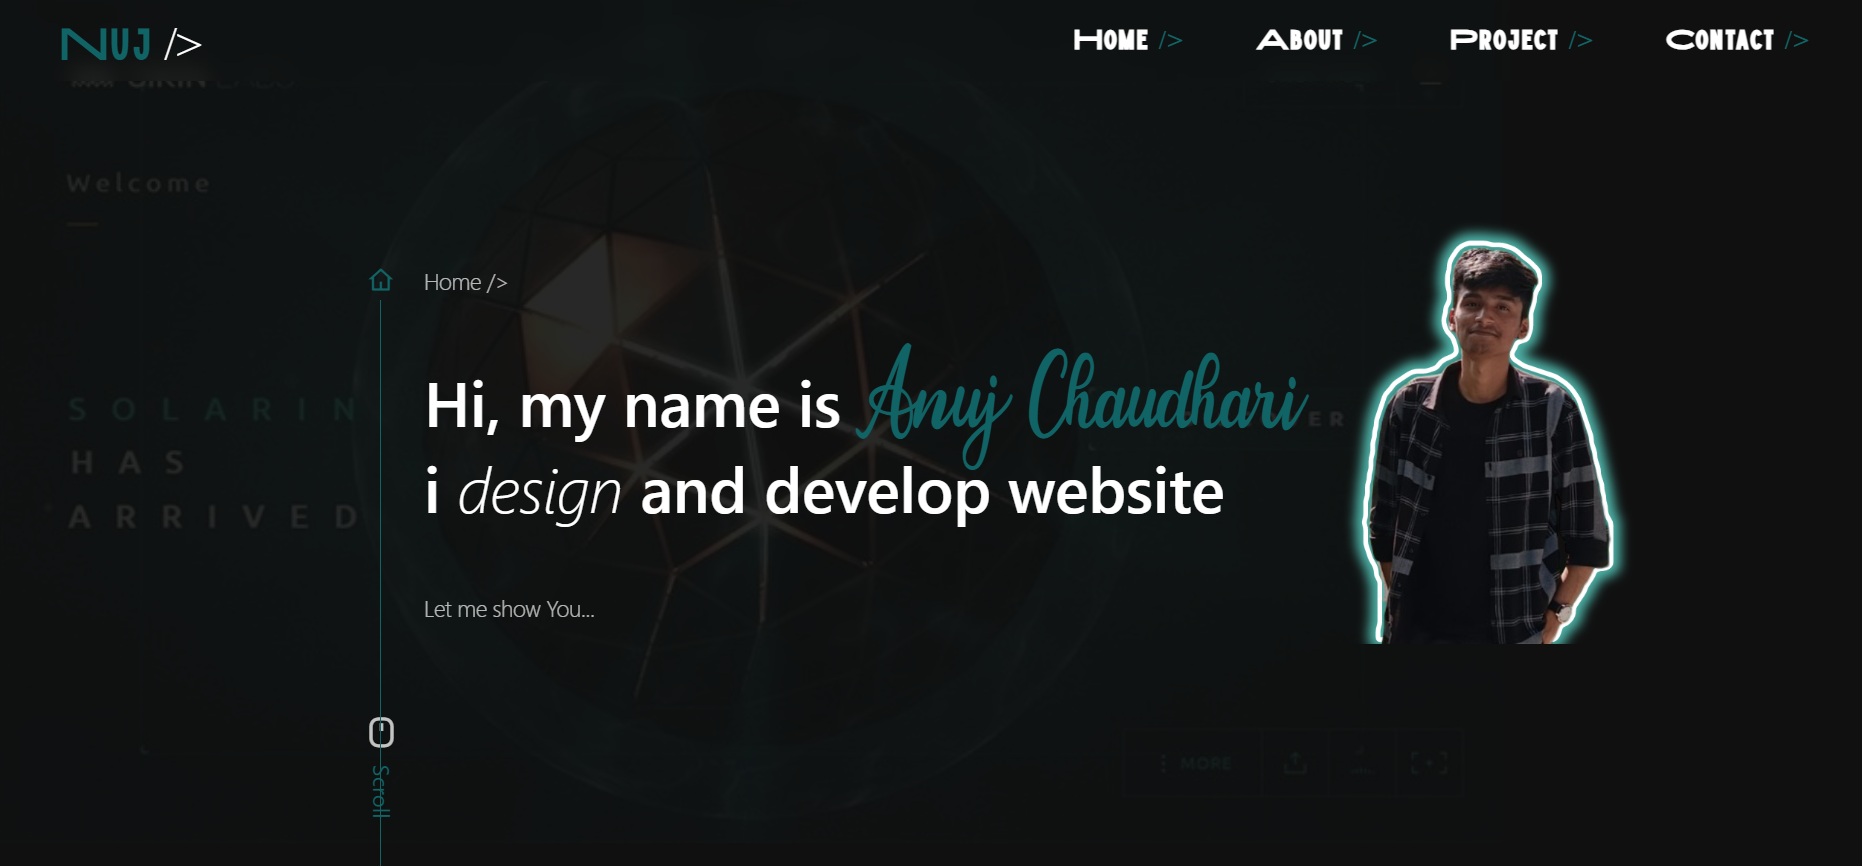 NUJ />
HOME /> ABOUT /> PROJECT /> CONTACT />
Welcome
Home />
Hi, my name is Anuj Chaudhari
SOLARIN
HAS
i design and develop website
ARRIVED
Let me show You...
MORE
Scroll